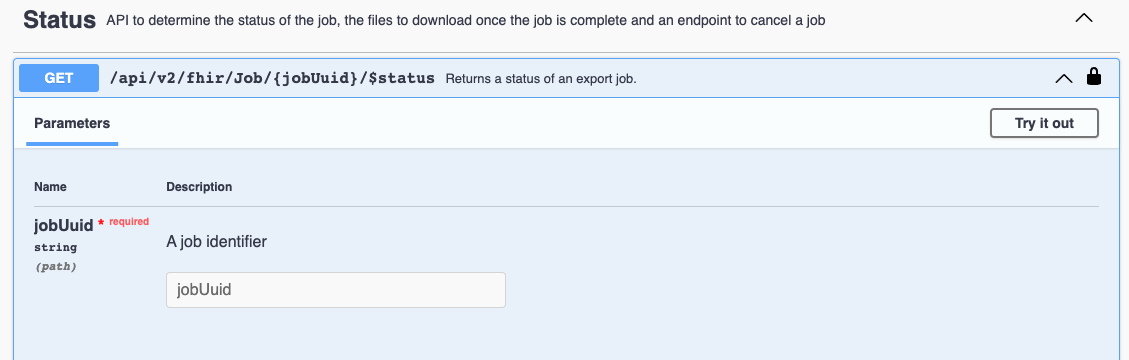 Status API to determine the status of the job, the files to download once the job is complete and an endpoint to cancel a job
GET /api/v2/fhir/Job/{jobUuid}/$status Returns a status of an export job.
Parameters Try it out
Name Description
jobUuid * required
A job identifier
string
(path)
jobUuid